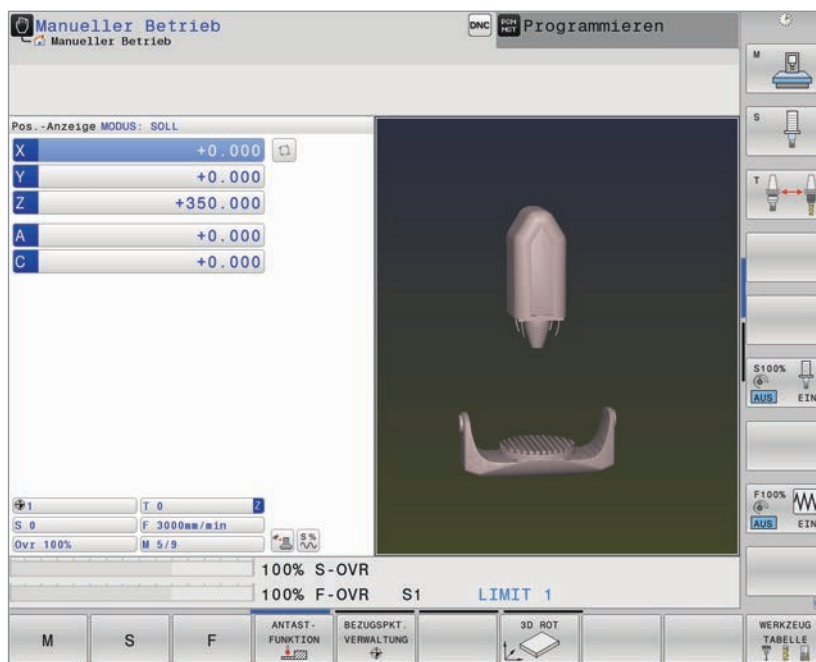 Manueller Betrieb
Manueller Betrieb
DNC
PGM
MGT
Programmieren
Pos.-Anzeige MODUS: SOLL
X +0.000
Y +0.000
Z +350.000
A +0.000
C +0.000
1
T 0
Z
S 0
F 3000mm/min
Ovr 100%
M 5/9
S %
100% S-OVR
100% F-OVR S1 LIMIT 1
M
S
T
S100%
AUS EIN
F100%
AUS EIN
M
S
F
ANTAST-
FUNKTION
BEZUGSPKT.
VERWALTUNG
3D ROT
WERKZEUG
TABELLE